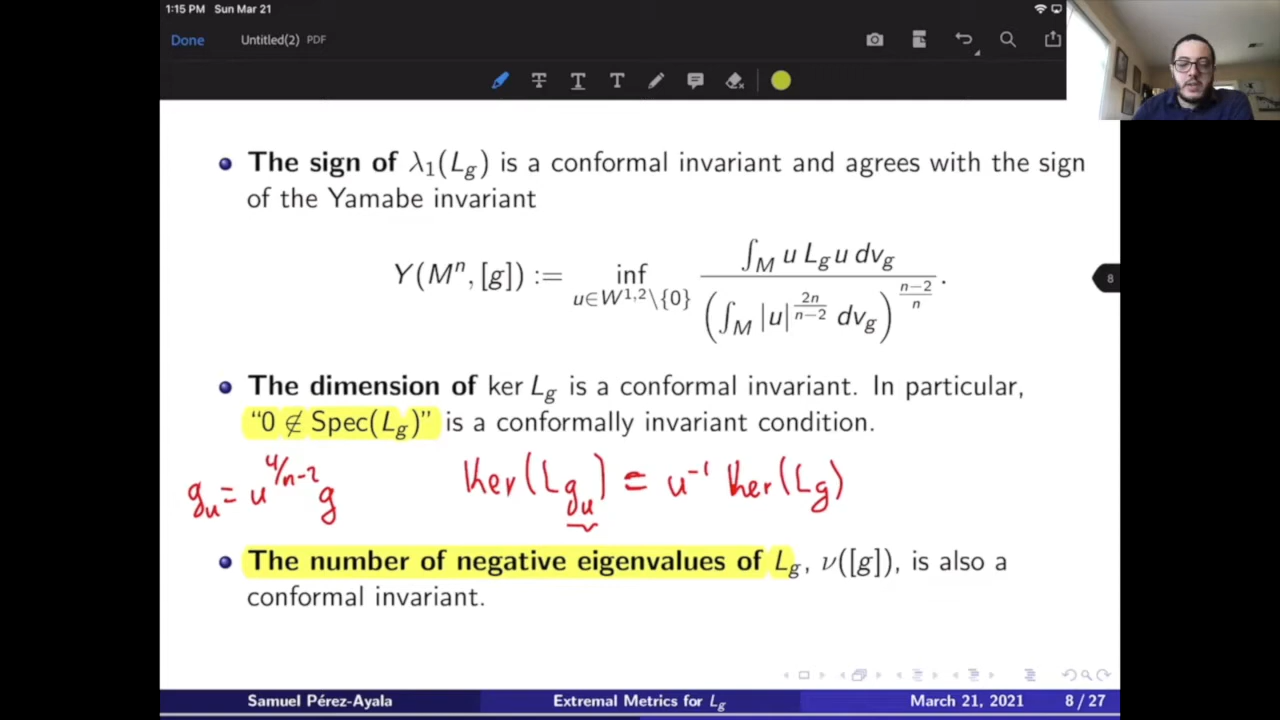 1:15 PM Sun Mar 21
Done Untitled(2) PDF
The sign of λ₁(L_g) is a conformal invariant and agrees with the sign
of the Yamabe invariant
Y(Mⁿ, [g]) := inf_{u∈W^{1,2}\{0}} ∫_M u L_g u dv_g / (∫_M |u|^{2n/(n−2)} dv_g)^{(n−2)/n}.
8
The dimension of ker L_g is a conformal invariant. In particular,
“0 ∉ Spec(L_g)” is a conformally invariant condition.
g_u = u^{4/n-2} g ker(L_{g_u}) = u^{-1} ker(L_g)
The number of negative eigenvalues of L_g, ν([g]), is also a
conformal invariant.
Samuel Pérez-Ayala Extremal Metrics for L_g March 21, 2021 8 / 27